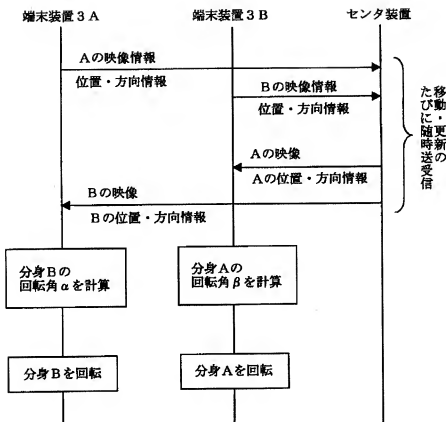 端末装置３Ａ
端末装置３Ｂ
センタ装置
Ａの映像情報
位置・方向情報
Ｂの映像情報
位置・方向情報
Ａの映像
Ａの位置・方向情報
Ｂの映像
Ｂの位置・方向情報
移動・更新の
たびに随時送受信
分身Ｂの
回転角αを計算
分身Ａの
回転角βを計算
分身Ｂを回転
分身Ａを回転